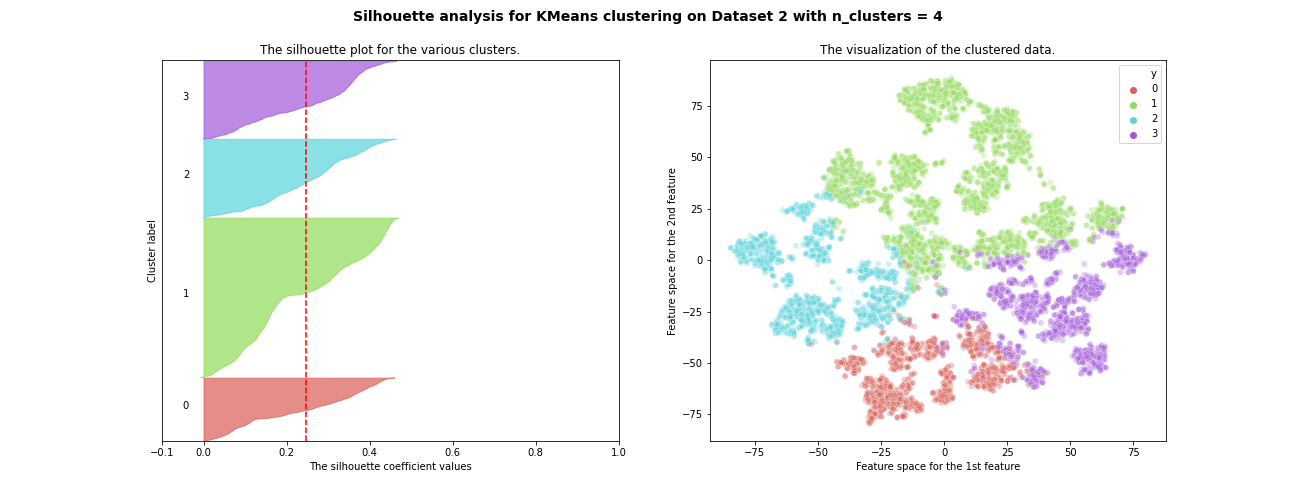 Silhouette analysis for KMeans clustering on Dataset 2 with n_clusters = 4
The silhouette plot for the various clusters.
Cluster label
3
2
1
0
−0.1 0.0 0.2 0.4 0.6 0.8 1.0
The silhouette coefficient values
The visualization of the clustered data.
Feature space for the 2nd feature
75
50
25
0
−25
−50
−75
y
0
1
2
3
−75 −50 −25 0 25 50 75
Feature space for the 1st feature